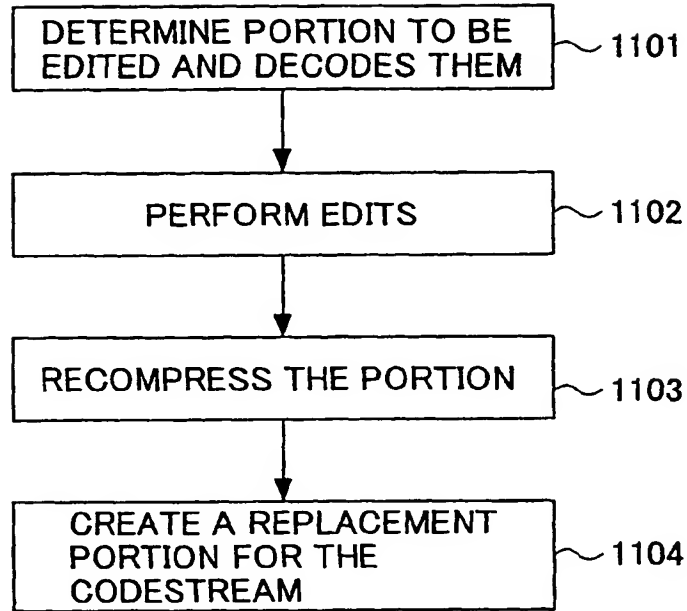 DETERMINE PORTION TO BE
EDITED AND DECODES THEM
1101
PERFORM EDITS
1102
RECOMPRESS THE PORTION
1103
CREATE A REPLACEMENT
PORTION FOR THE
CODESTREAM
1104